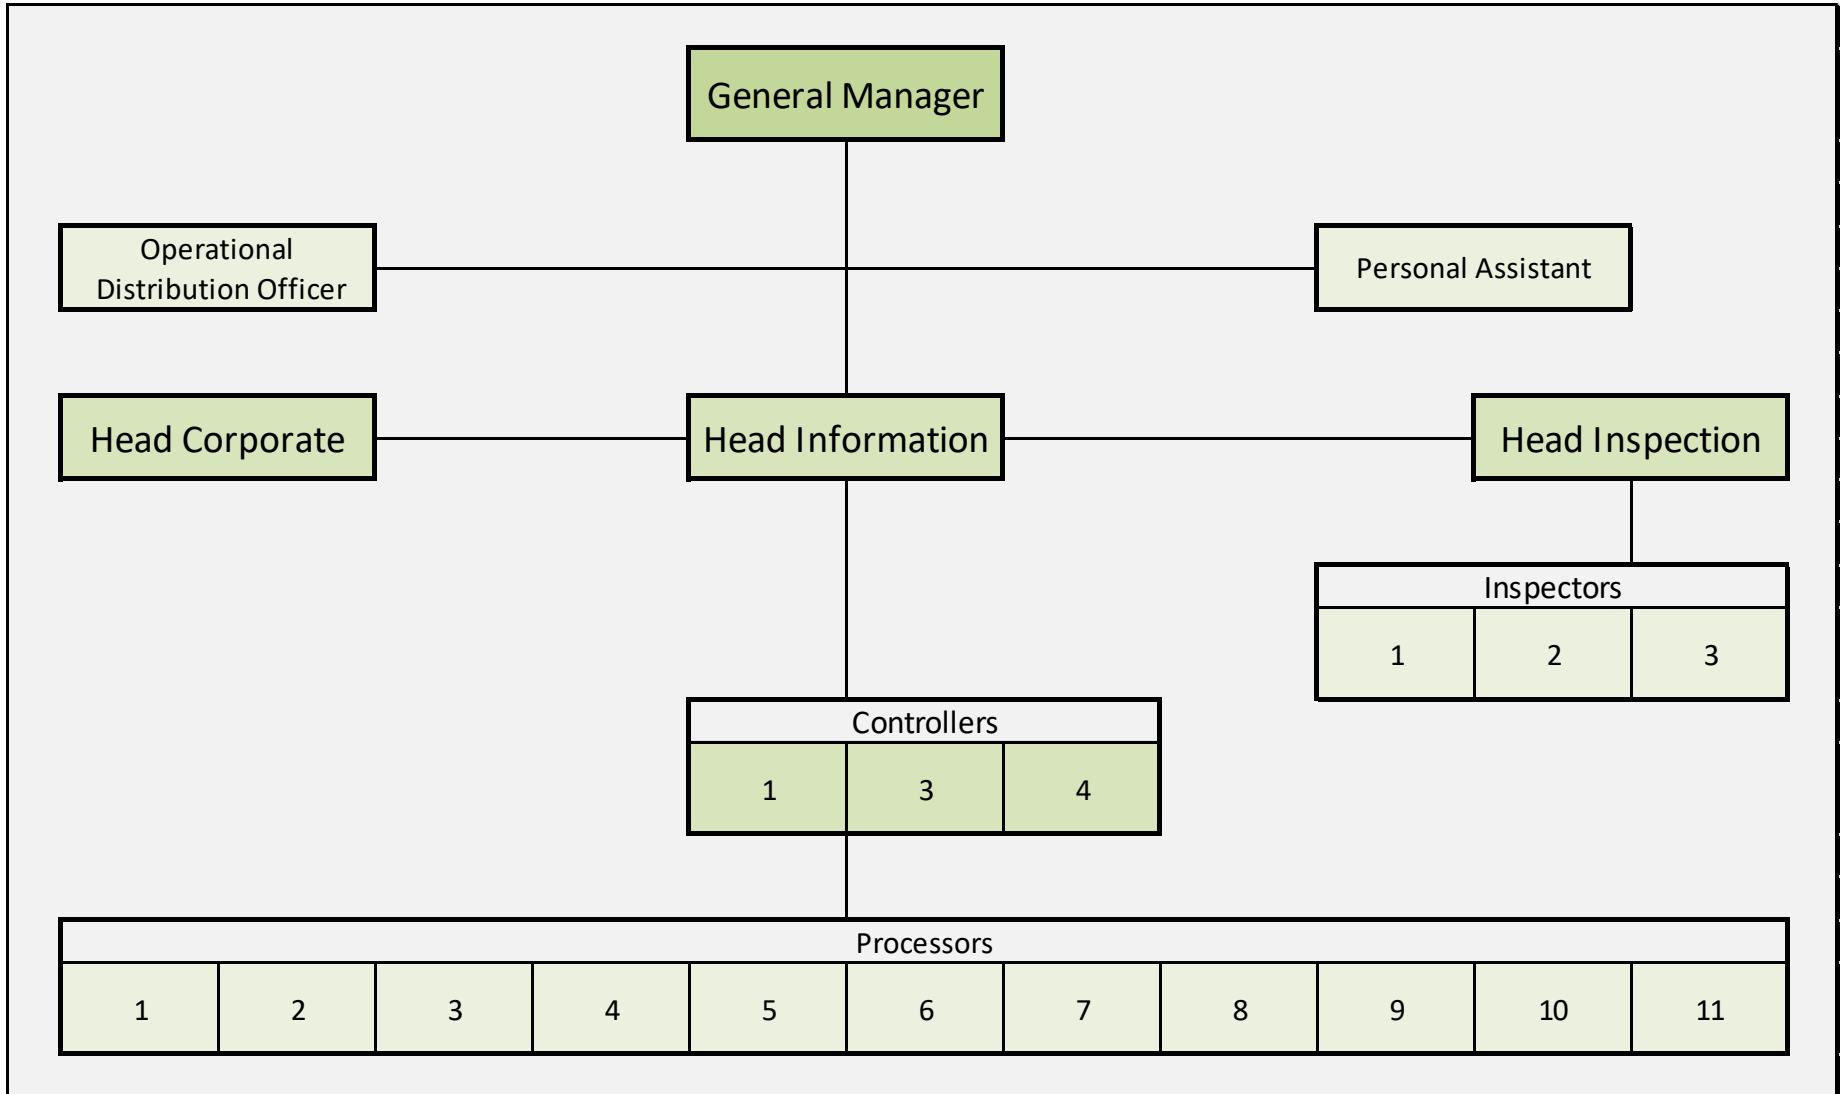 General Manager
Operational
Distribution Officer
Personal Assistant
Head Corporate
Head Information
Head Inspection
Inspectors
1 2 3
Controllers
1 3 4
Processors
1 2 3 4 5 6 7 8 9 10 11